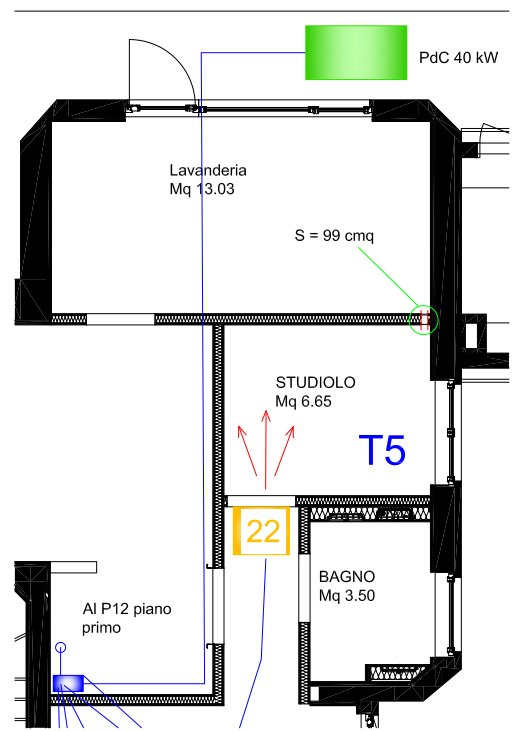 PdC 40 kW
Lavanderia
Mq 13.03
S = 99 cmq
STUDIOLO
Mq 6.65
T5
22
BAGNO
Mq 3.50
Al P12 piano
primo